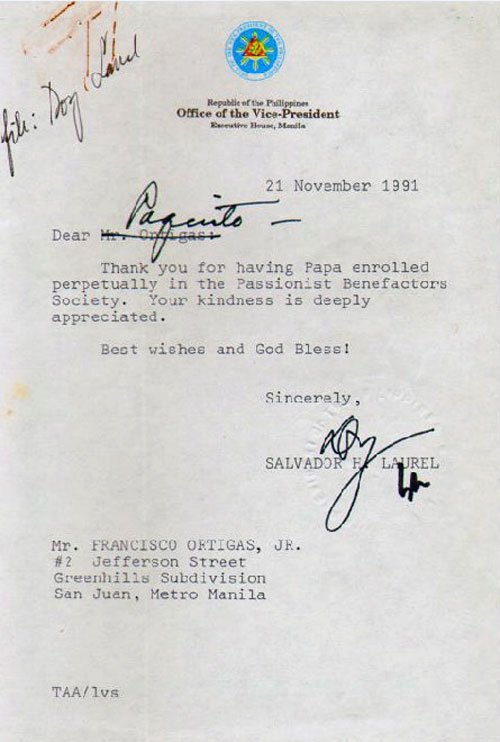 file: Doy Laurel
Republic of the Philippines
Office of the Vice-President
Executive House, Manila
21 November 1991
Paquito —
Dear Mr. Ortigas:
Thank you for having Papa enrolled
perpetually in the Passionist Benefactors
Society. Your kindness is deeply
appreciated.
Best wishes and God Bless!
Sincerely,
Doy
SALVADOR H. LAUREL
Mr. FRANCISCO ORTIGAS, JR.
#2 Jefferson Street
Greenhills Subdivision
San Juan, Metro Manila
TAA/lvs